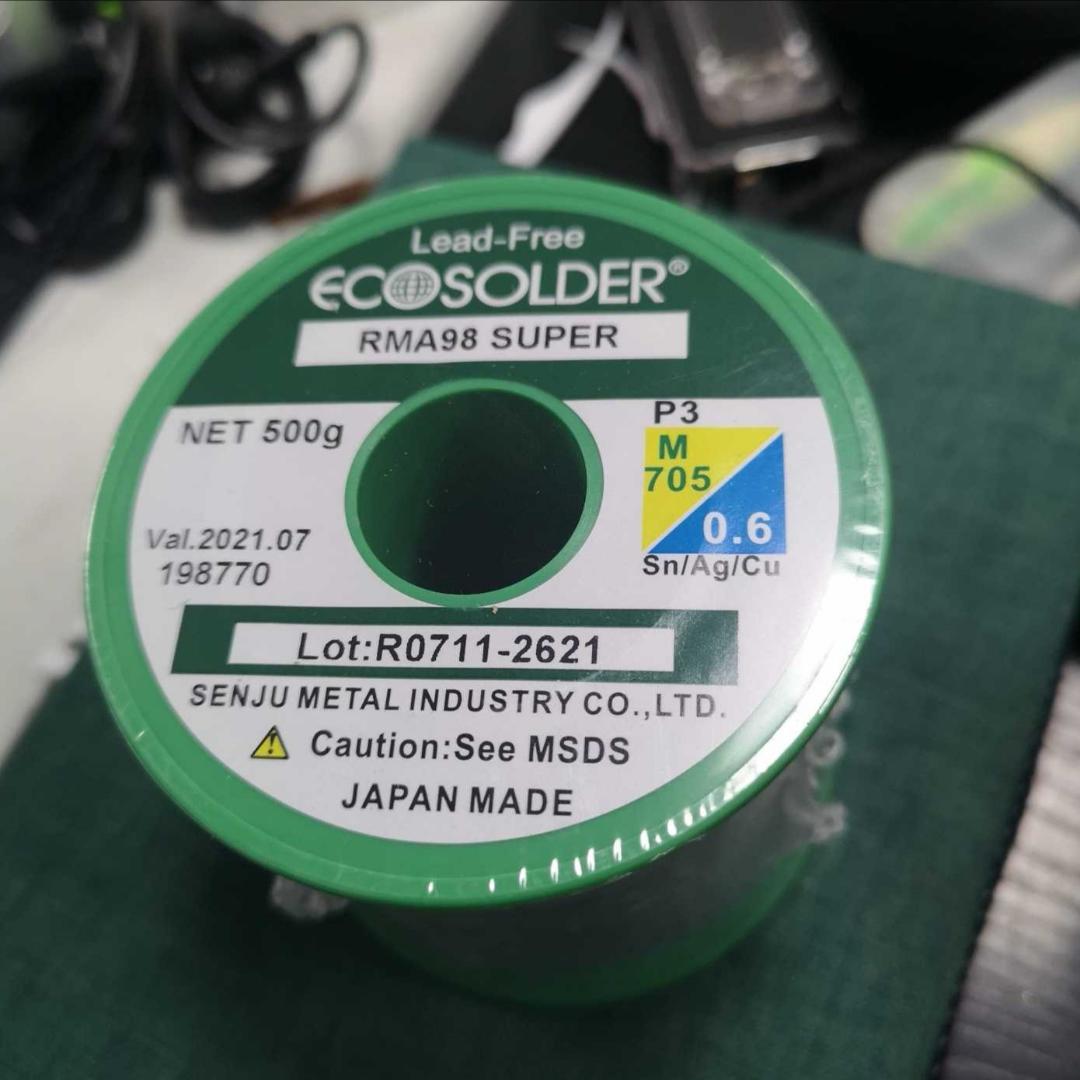 Lead-Free
ECOSOLDER®
RMA98 SUPER
NET 500g
P3
M
705
0.6
Sn/Ag/Cu
Val.2021.07
198770
Lot:R0711-2621
SENJU METAL INDUSTRY CO.,LTD.
Caution:See MSDS
JAPAN MADE